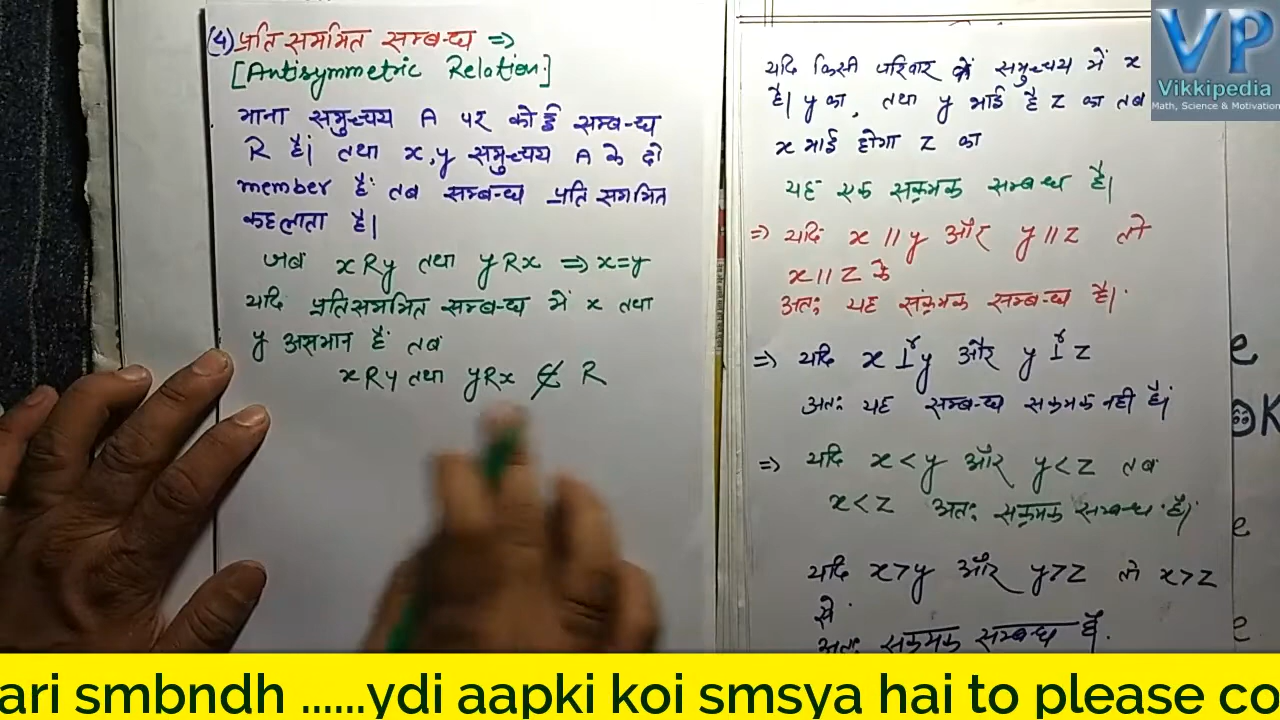 (4) प्रति सममित सम्बन्ध ⇒
[Antisymmetric Relation]
माना समुच्चय A पर कोई सम्बन्ध
R है। तथा x,y समुच्चय A के दो
member हैं तब सम्बन्ध प्रति सममित
कहलाता है।
जब xRy तथा yRx ⇒ x=y
यदि प्रतिसममित सम्बन्ध में x तथा
y असमान हैं तब
xRy तथा yRx ⊄ R
यदि किसी परिवार के समुच्चय में x
है। y का, तथा y भाई है z का तब
x भाई होगा z का
यह एक सक्रमक सम्बन्ध है।
⇒ यदि x // y और y // z तो
x // z के
अतः यह संक्रमक सम्बन्ध है।
⇒ यदि x ⊥r y और y ⊥r z
अतः यह सम्बन्ध सक्रमक नही है।
⇒ यदि x < y और y < z तब
x < z अतः सक्रमक सम्बन्ध है।
यदि x > y और y > z तो x > z
से
अतः सक्रमक सम्बन्ध है.
VP
Vikkipedia
Math, Science & Motivation
e
OK
e
e
ari smbndh ......ydi aapki koi smsya hai to please co